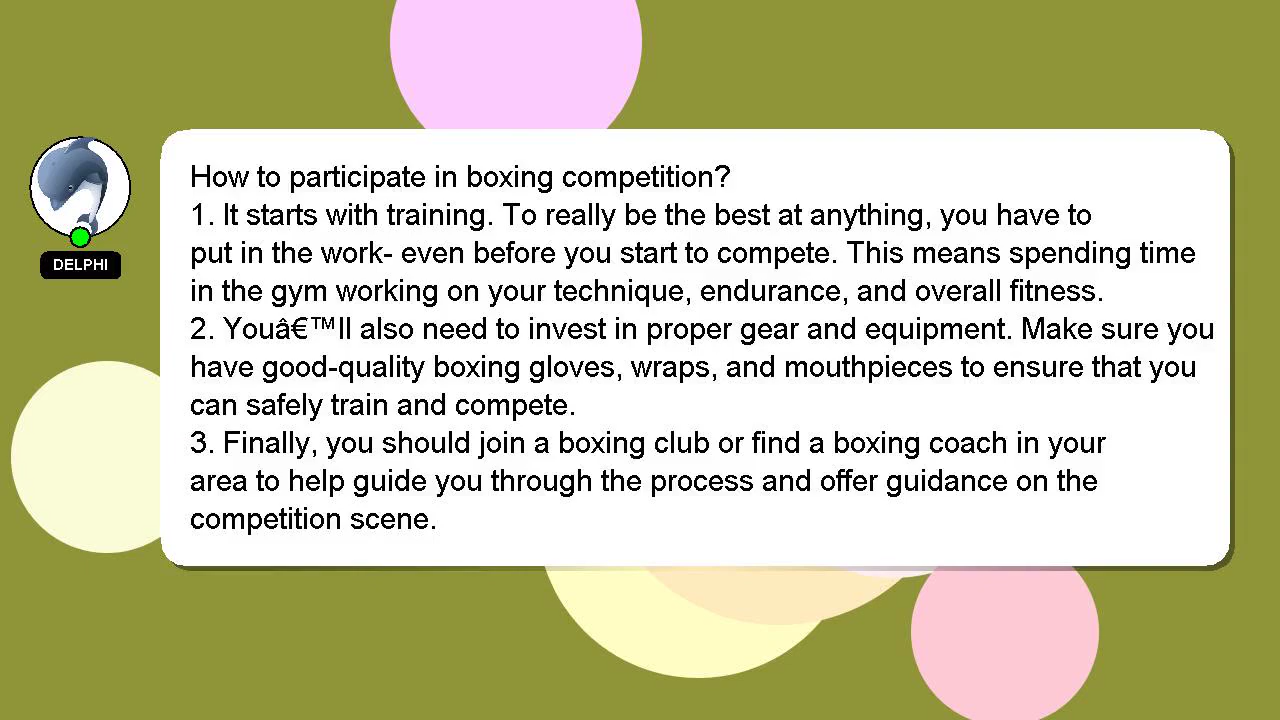 How to participate in boxing competition?
1. It starts with training. To really be the best at anything, you have to
put in the work- even before you start to compete. This means spending time
in the gym working on your technique, endurance, and overall fitness.
2. Youâ€™ll also need to invest in proper gear and equipment. Make sure you
have good-quality boxing gloves, wraps, and mouthpieces to ensure that you
can safely train and compete.
3. Finally, you should join a boxing club or find a boxing coach in your
area to help guide you through the process and offer guidance on the
competition scene.
DELPHI